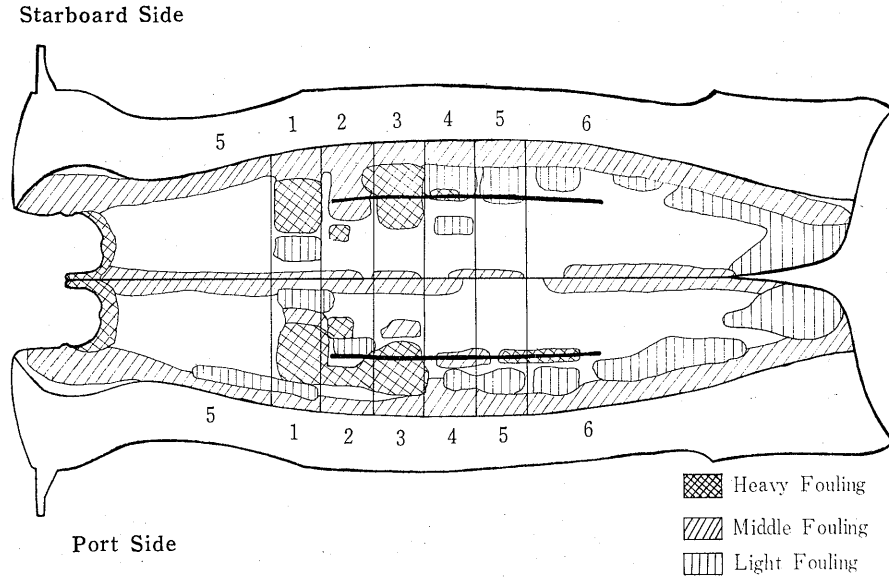 Starboard Side
5 1 2 3 4 5 6
5 1 2 3 4 5 6
Heavy Fouling
Middle Fouling
Light Fouling
Port Side